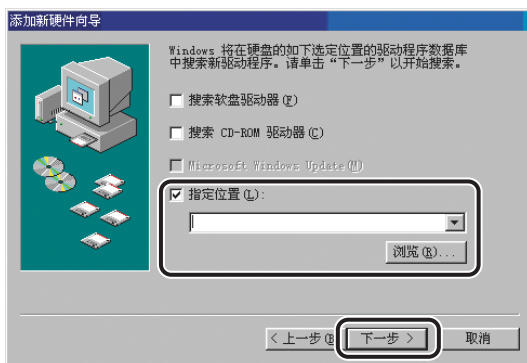 添加新硬件向导
Windows 将在硬盘的如下选定位置的驱动程序数据库
中搜索新驱动程序。请单击“下一步”以开始搜索。
搜索软盘驱动器(F)
搜索 CD-ROM 驱动器(C)
Microsoft Windows Update(M)
指定位置(L):
浏览(R)...
< 上一步(B
下一步 >
取消